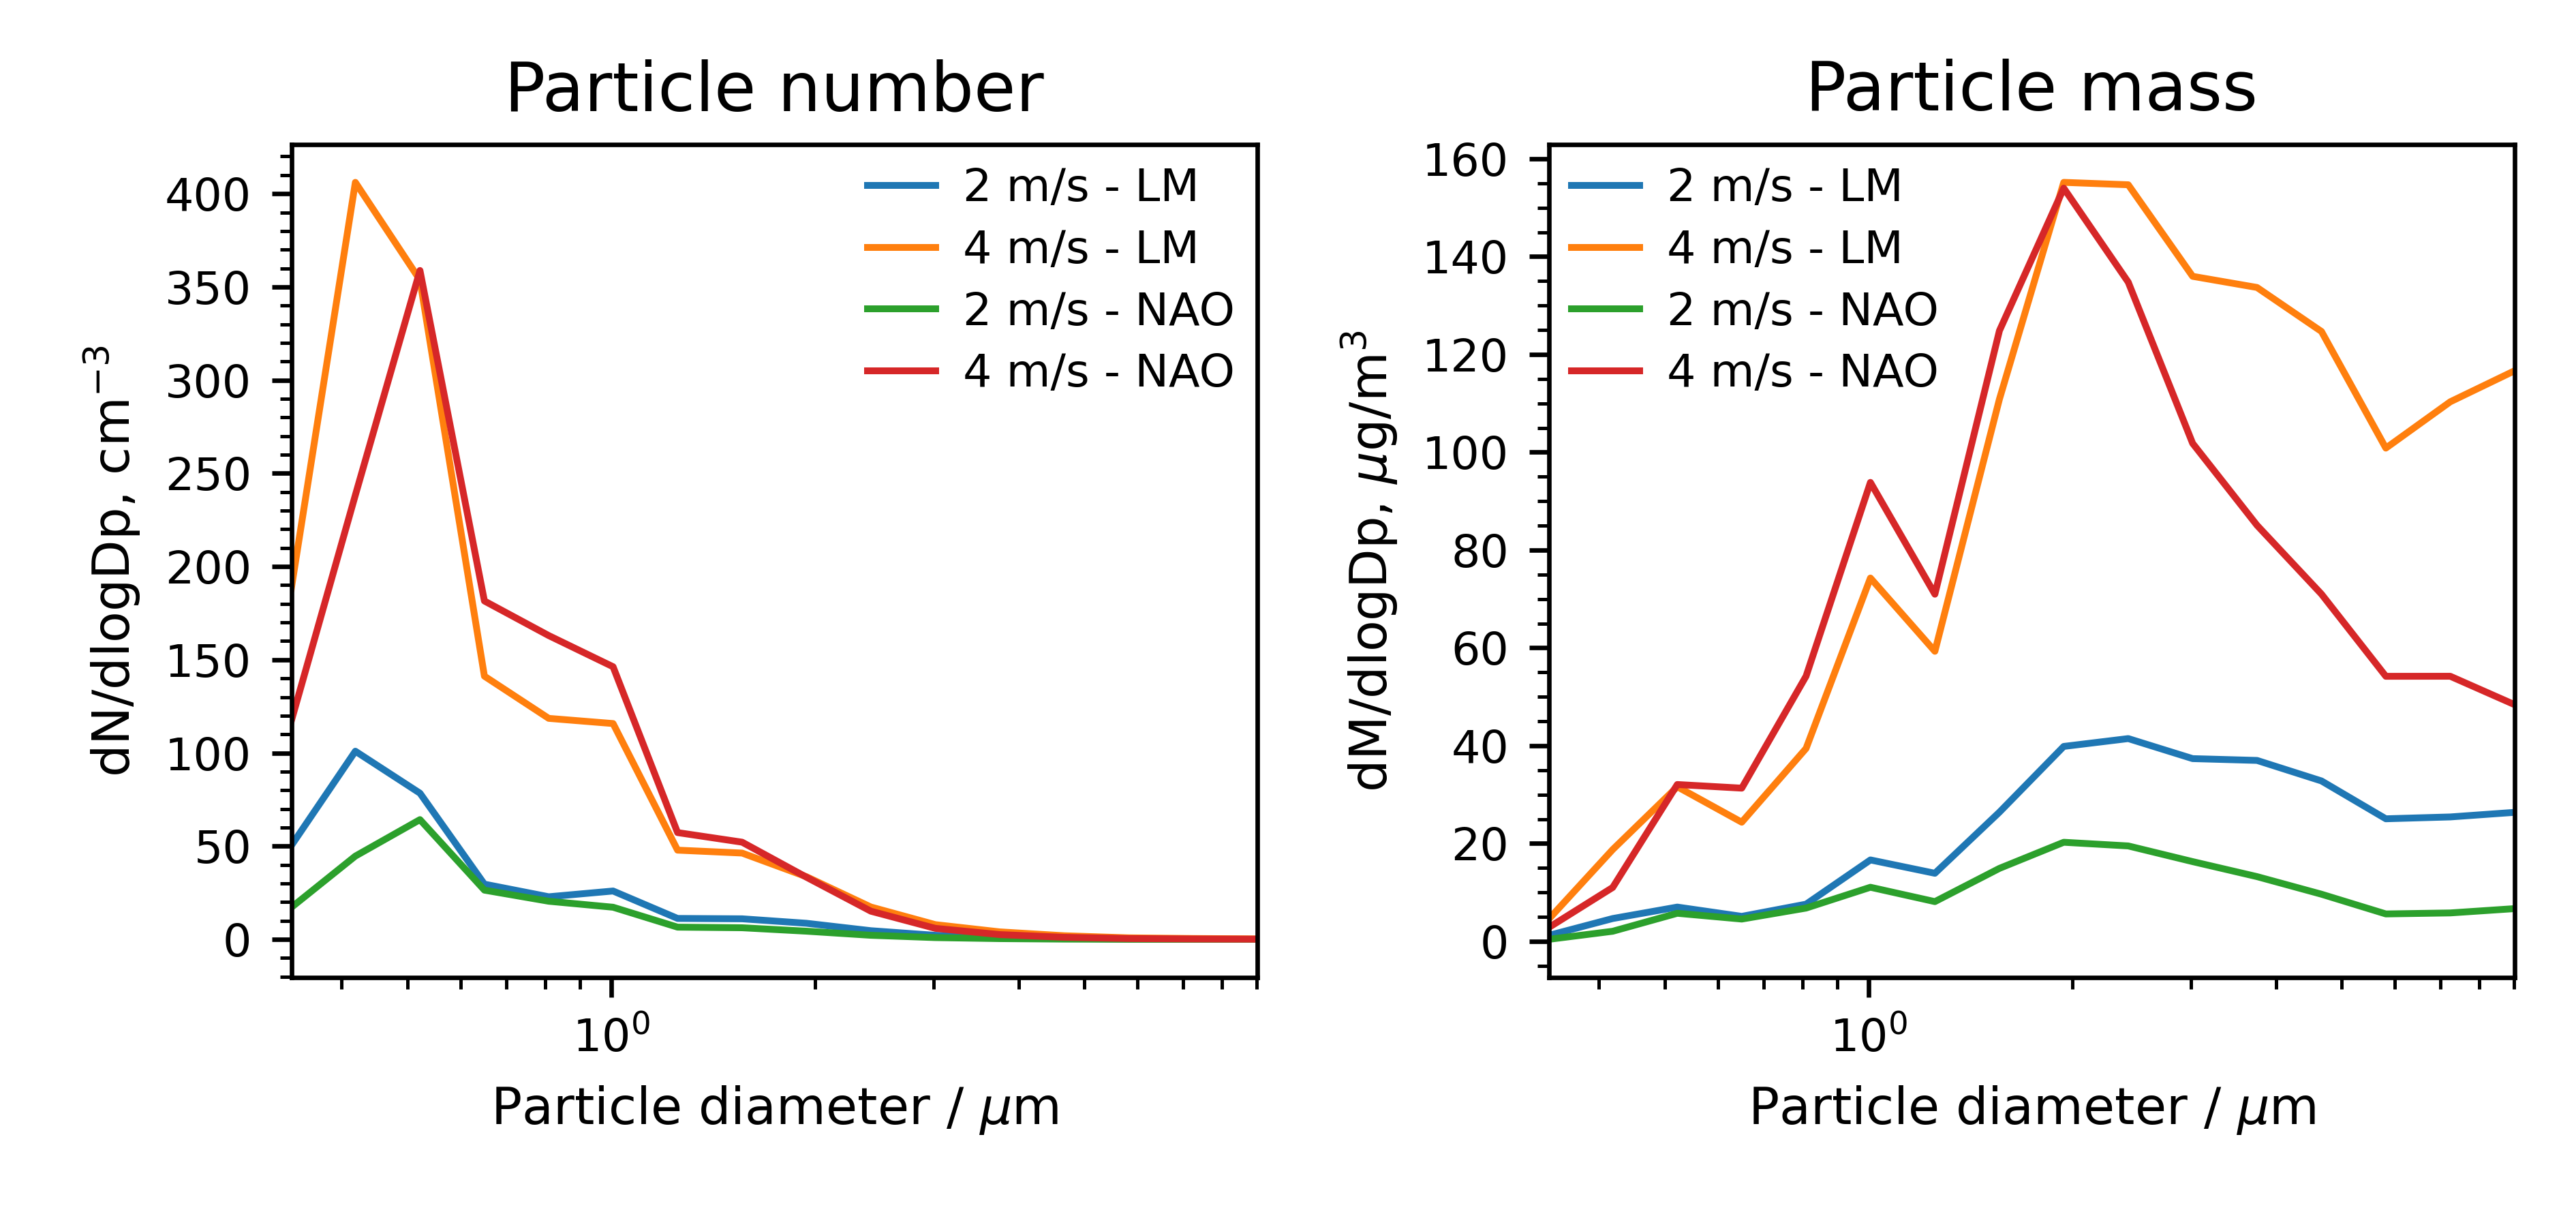 Particle number
400
350
300
250
200
150
100
50
0
dN/dlogDp, cm⁻³
2 m/s - LM
4 m/s - LM
2 m/s - NAO
4 m/s - NAO
10⁰
Particle diameter / μm
Particle mass
160
140
120
100
80
60
40
20
0
dM/dlogDp, μg/m³
2 m/s - LM
4 m/s - LM
2 m/s - NAO
4 m/s - NAO
10⁰
Particle diameter / μm